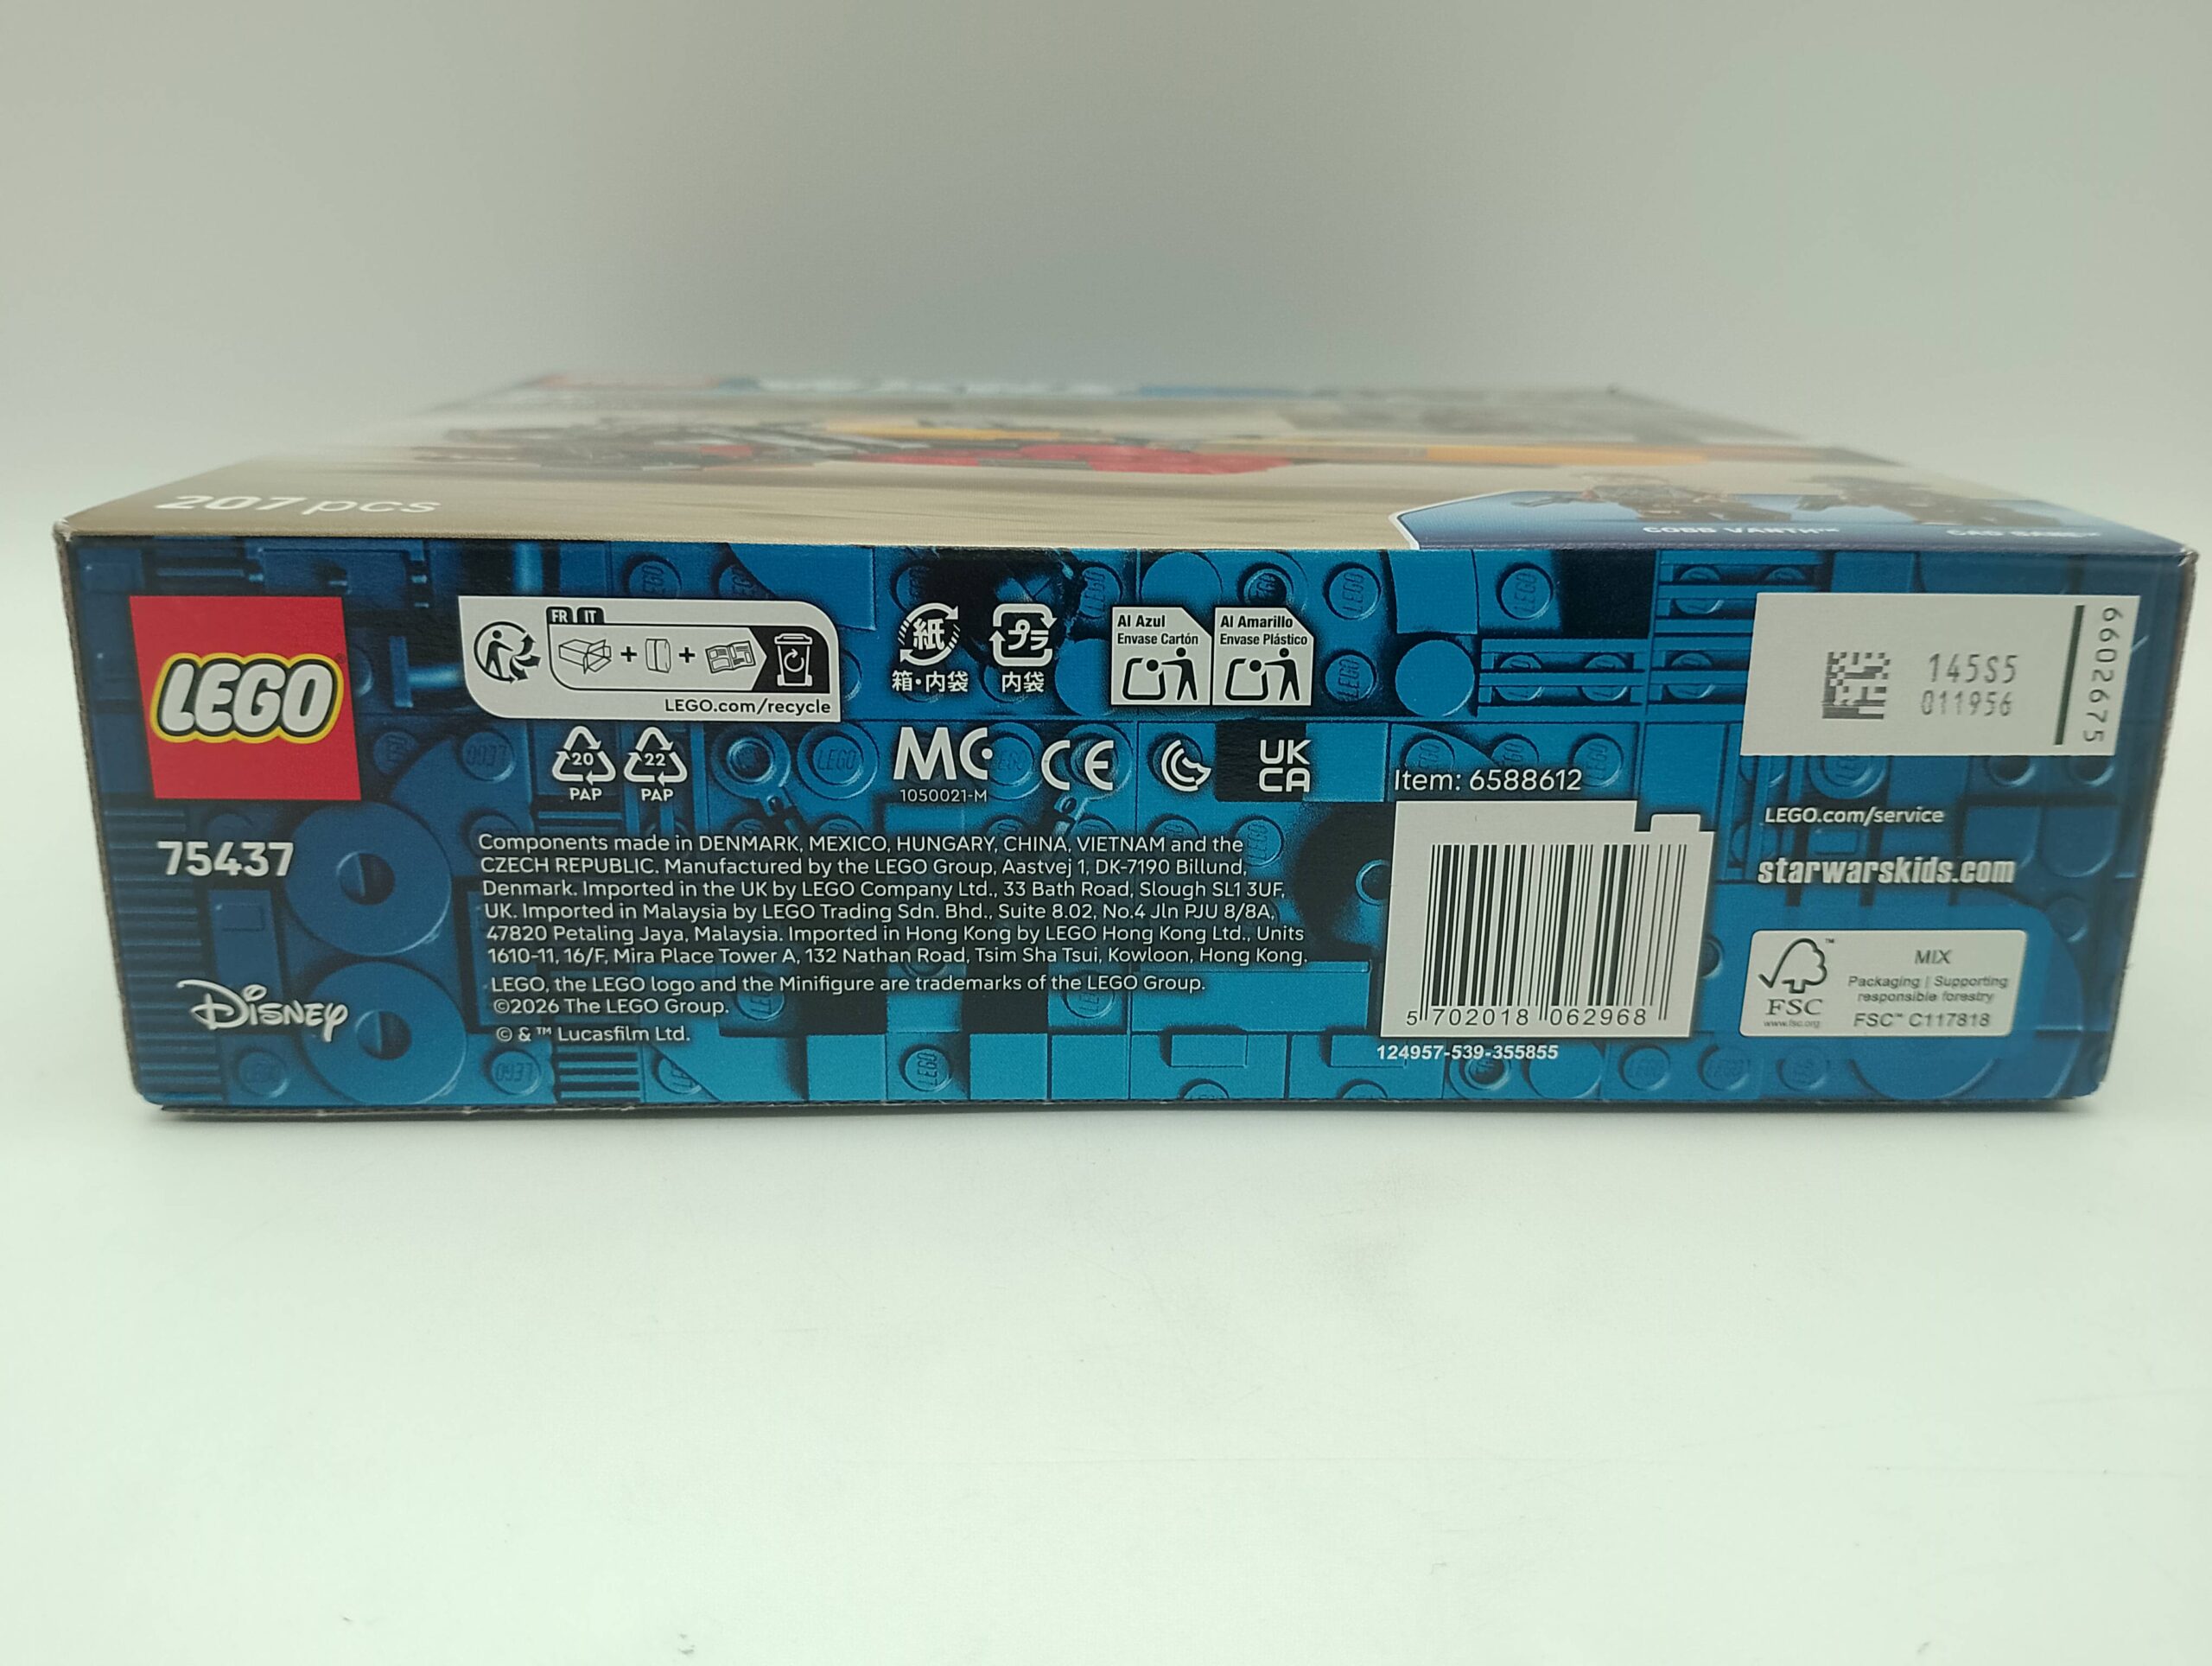 207 pcs
COBB VANTH™
CAD BANE™
LEGO®
FR IT
LEGO.com/recycle
紙
箱・内袋
プラ
内袋
Al Azul
Envase Cartón
Al Amarillo
Envase Plástico
145S5
011956
6602675
20
PAP
22
PAP
MC
1050021-M
CE
UK
CA
Item: 6588612
LEGO.com/service
75437
Components made in DENMARK, MEXICO, HUNGARY, CHINA, VIETNAM and the
CZECH REPUBLIC. Manufactured by the LEGO Group, Aastvej 1, DK-7190 Billund,
Denmark. Imported in the UK by LEGO Company Ltd., 33 Bath Road, Slough SL1 3UF,
UK. Imported in Malaysia by LEGO Trading Sdn. Bhd., Suite 8.02, No.4 Jln PJU 8/8A,
47820 Petaling Jaya, Malaysia. Imported in Hong Kong by LEGO Hong Kong Ltd., Units
1610-11, 16/F, Mira Place Tower A, 132 Nathan Road, Tsim Sha Tsui, Kowloon, Hong Kong.
LEGO, the LEGO logo and the Minifigure are trademarks of the LEGO Group.
©2026 The LEGO Group.
© & ™ Lucasfilm Ltd.
Disney
5 702018 062968
124957-539-355855
starwarskids.com
FSC
www.fsc.org
MIX
Packaging | Supporting
responsible forestry
FSC™ C117818